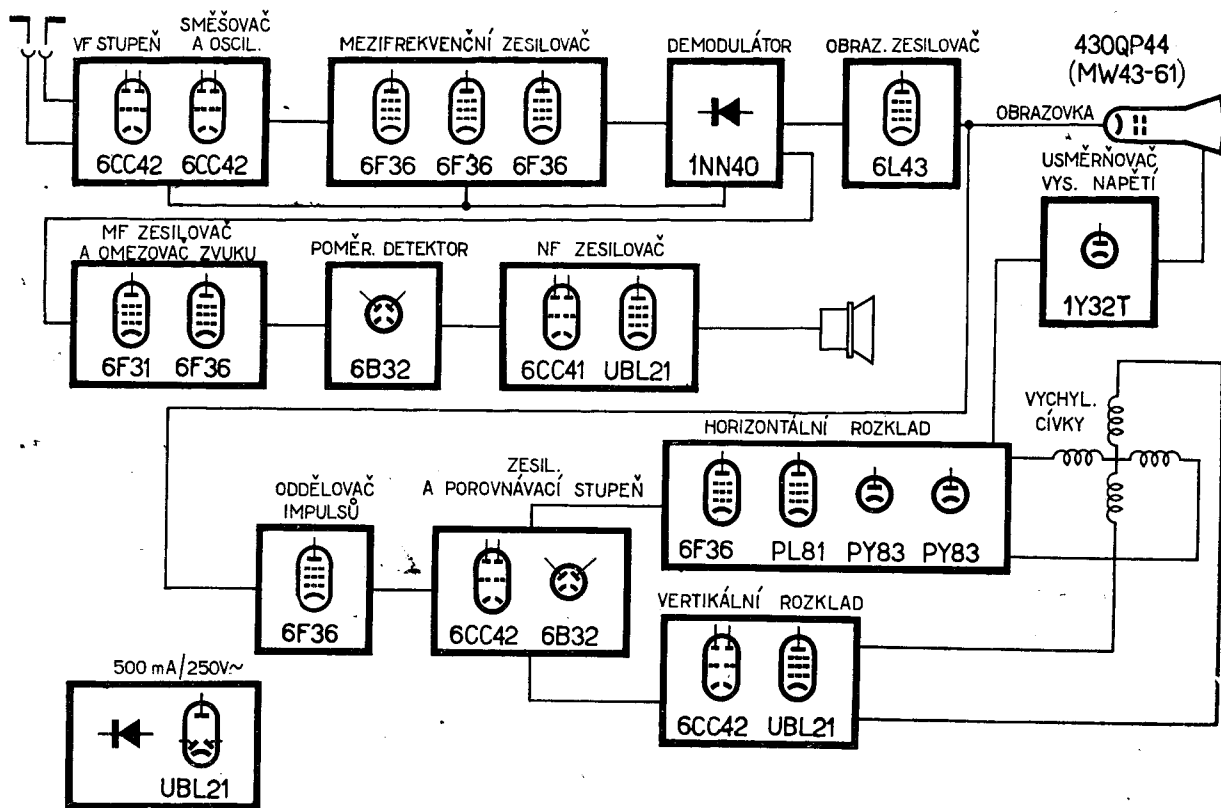 SMĚŠOVAČ
VF STUPEŇ A OSCIL.
MEZIFREKVENČNÍ ZESILOVAČ
DEMODULÁTOR
OBRAZ. ZESILOVAČ
430QP44
(MW43-61)
6CC42 6CC42
6F36 6F36 6F36
1NN40
6L43
OBRAZOVKA
USMĚRŇOVAČ
VYS. NAPĚTÍ
1Y32T
MF ZESILOVAČ
A OMEZOVAČ ZVUKU
POMĚR. DETEKTOR
NF ZESILOVAČ
6F31 6F36
6B32
6CC41 UBL21
VYCHYL.
CÍVKY
HORIZONTÁLNÍ ROZKLAD
6F36 PL81 PY83 PY83
ODDĚLOVAČ
IMPULSŮ
6F36
ZESIL.
A POROVNÁVACÍ STUPEŇ
6CC42 6B32
VERTIKÁLNÍ ROZKLAD
6CC42 UBL21
500 mA/250V~
UBL21